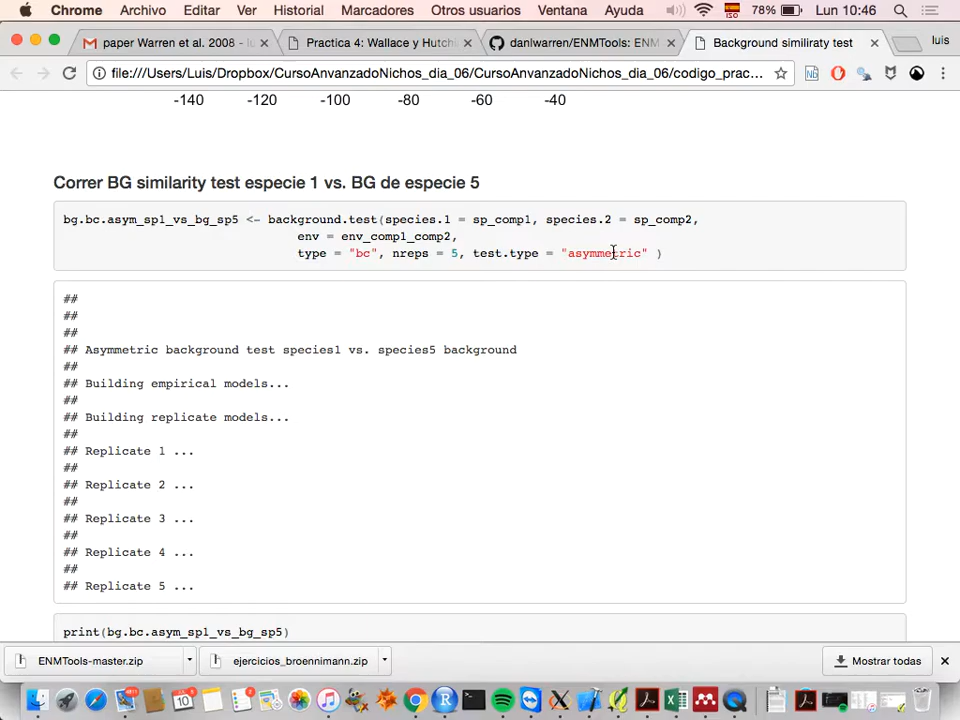 Chrome Archivo Editar Ver Historial Marcadores Otros usuarios Ventana Ayuda ISO 78% Lun 10:46
paper Warren et al. 2008 - Practica 4: Wallace y Hutchi danlwarren/ENMTools: ENM Background similiraty test luis
file:///Users/Luis/Dropbox/CursoAnvanzadoNichos_dia_06/CursoAnvanzadoNichos_dia_06/codigo_prac...
-140 -120 -100 -80 -60 -40
Correr BG similarity test especie 1 vs. BG de especie 5
bg.bc.asym_sp1_vs_bg_sp5 <- background.test(species.1 = sp_comp1, species.2 = sp_comp2,
env = env_comp1_comp2,
type = "bc", nreps = 5, test.type = "asymmetric" )
##
##
##
## Asymmetric background test species1 vs. species5 background
##
## Building empirical models...
##
## Building replicate models...
##
## Replicate 1 ...
##
## Replicate 2 ...
##
## Replicate 3 ...
##
## Replicate 4 ...
##
## Replicate 5 ...
print(bg.bc.asym_sp1_vs_bg_sp5)
ENMTools-master.zip ejercicios_broennimann.zip Mostrar todas